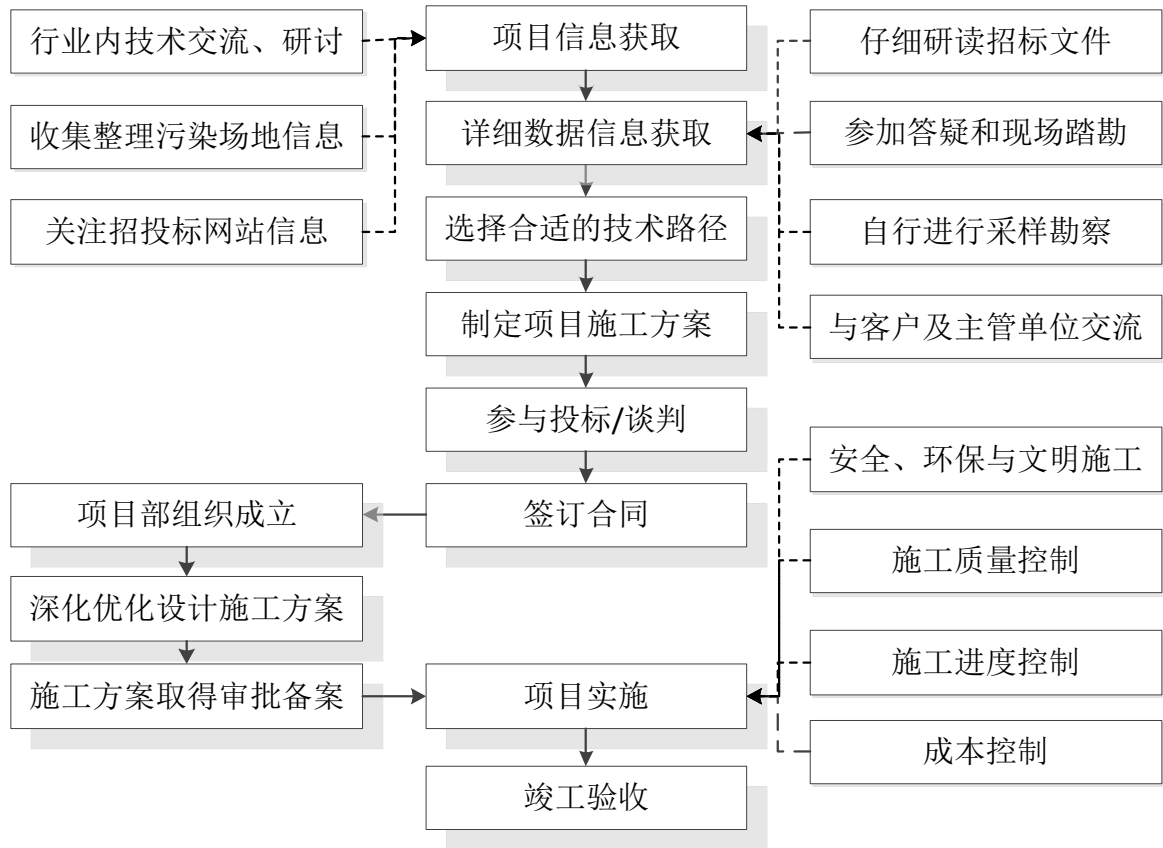 行业内技术交流、研讨
项目信息获取
仔细研读招标文件
收集整理污染场地信息
详细数据信息获取
参加答疑和现场踏勘
关注招投标网站信息
选择合适的技术路径
自行进行采样勘察
制定项目施工方案
与客户及主管单位交流
参与投标/谈判
安全、环保与文明施工
项目部组织成立
签订合同
施工质量控制
深化优化设计施工方案
施工进度控制
施工方案取得审批备案
项目实施
成本控制
竣工验收